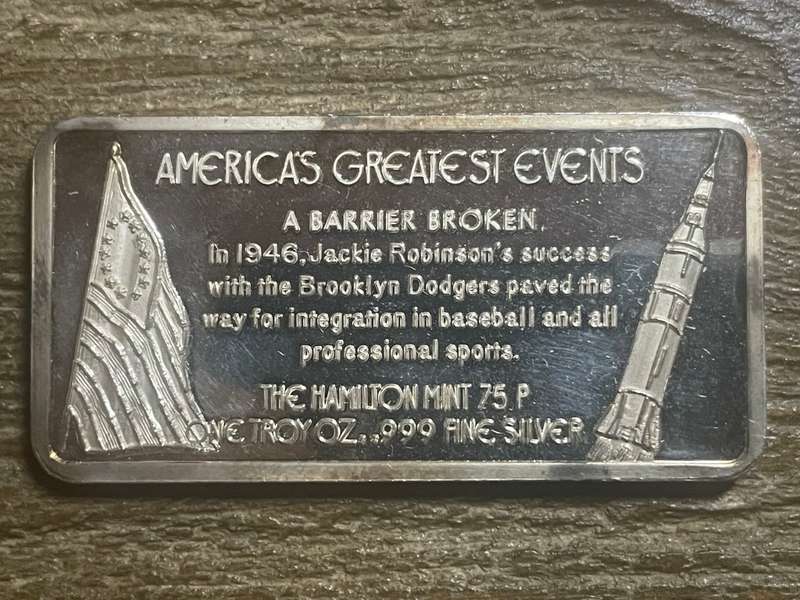 AMERICA'S GREATEST EVENTS
A BARRIER BROKEN.
In 1946, Jackie Robinson's success
with the Brooklyn Dodgers paved the
way for integration in baseball and all
professional sports.
THE HAMILTON MINT 75 P
ONE TROY OZ. .999 FINE SILVER